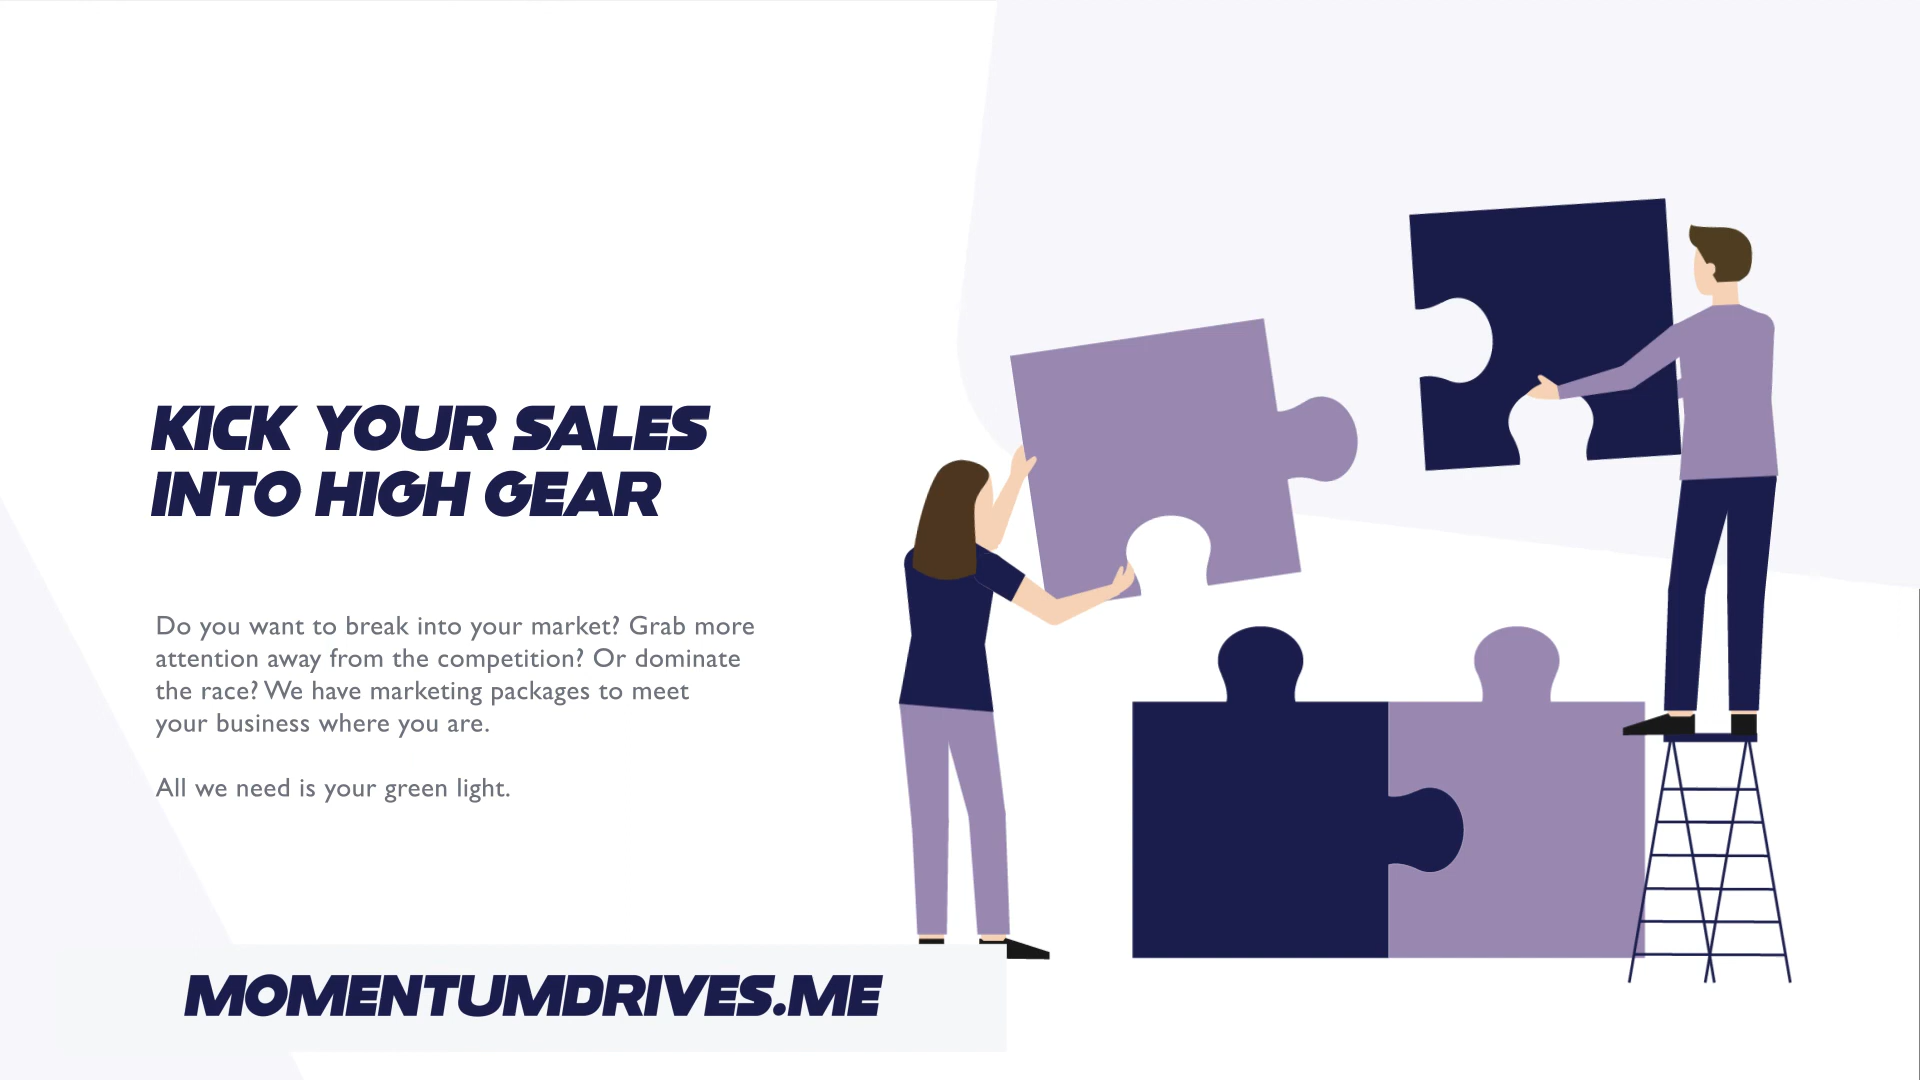 KICK YOUR SALES
INTO HIGH GEAR
Do you want to break into your market? Grab more
attention away from the competition? Or dominate
the race? We have marketing packages to meet
your business where you are.
All we need is your green light.
MOMENTUMDRIVES.ME